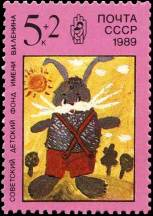 5+2 К
ПОЧТА
СССР
1989
СОВЕТСКИЙ ДЕТСКИЙ ФОНД ИМЕНИ В.И.ЛЕНИНА